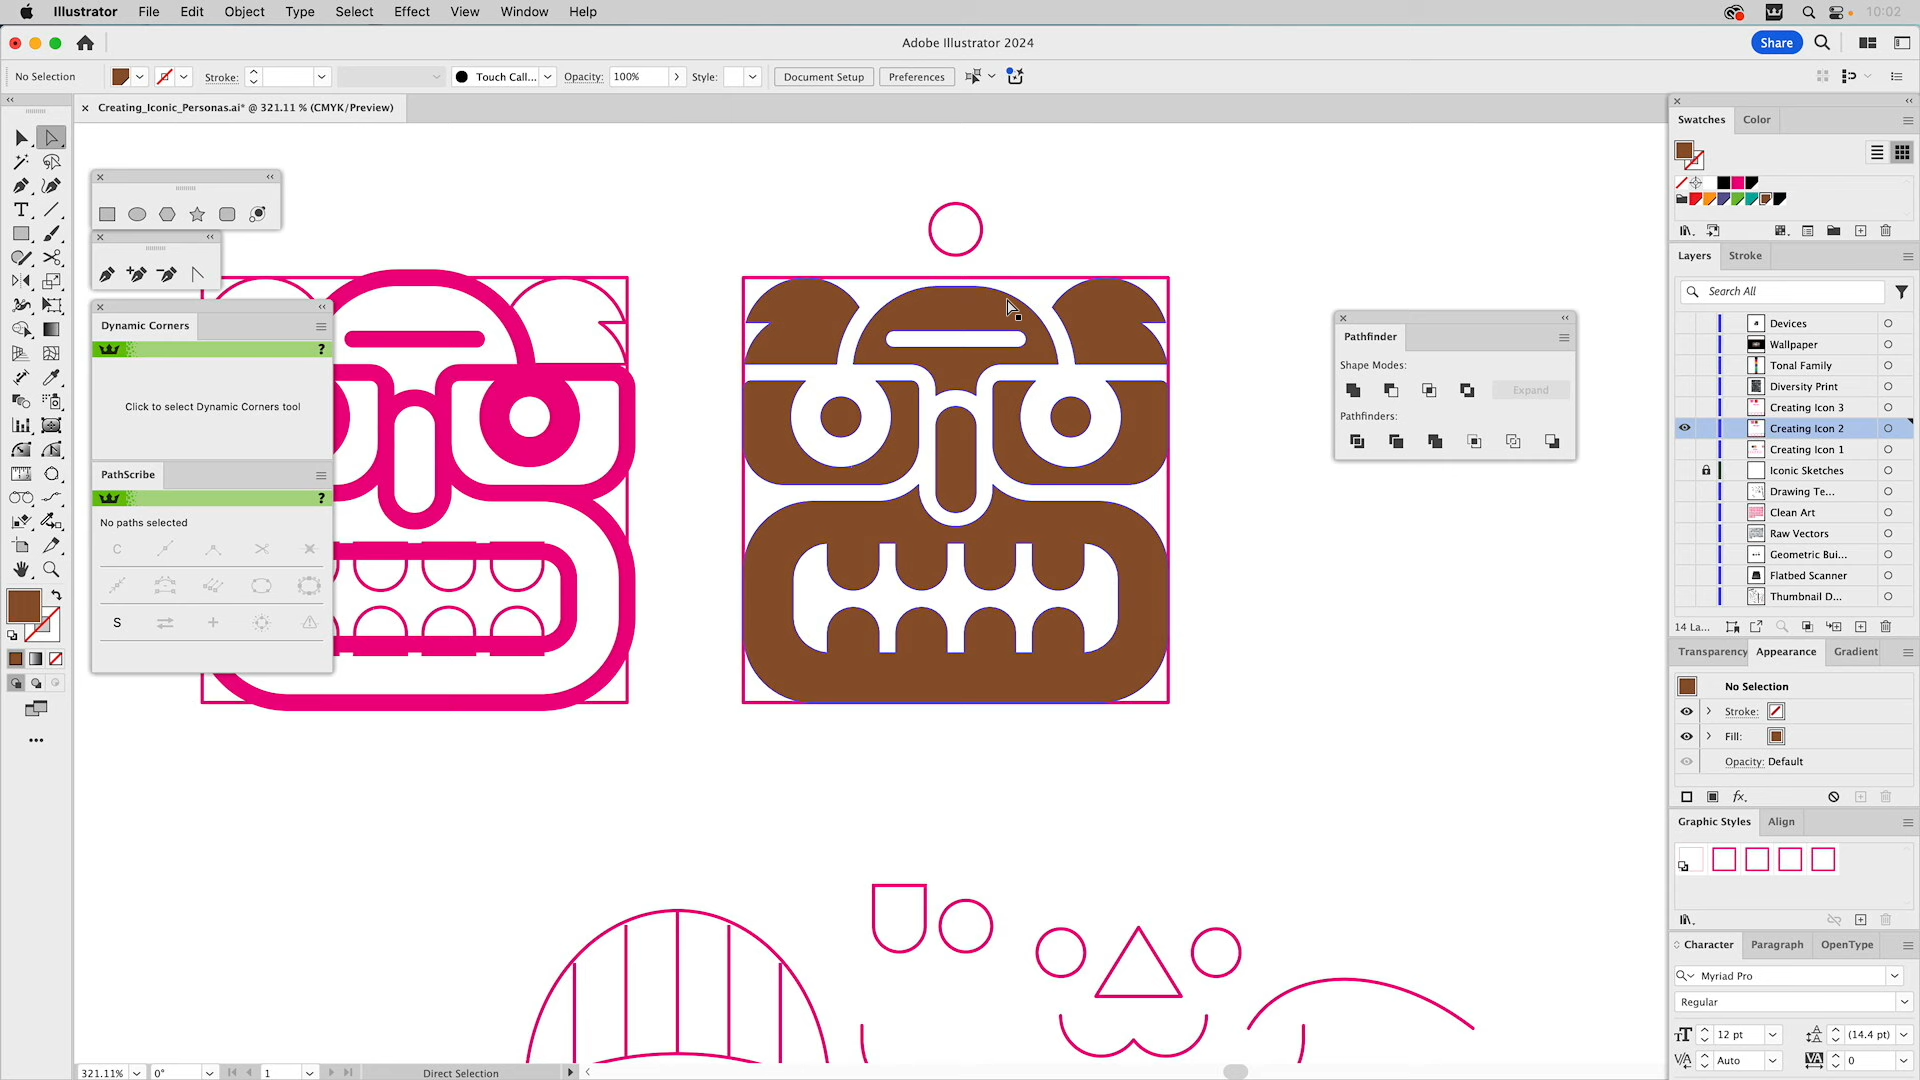 Illustrator File Edit Object Type Select Effect View Window Help 10:02
Adobe Illustrator 2024 Share
No Selection Stroke: Touch Call... Opacity: 100% Style: Document Setup Preferences
Creating_Iconic_Personas.ai* @ 321.11 % (CMYK/Preview)
Swatches Color
Layers Stroke
Search All
Devices
Wallpaper
Tonal Family
Diversity Print
Creating Icon 3
Creating Icon 2
Creating Icon 1
Iconic Sketches
Drawing Te...
Clean Art
Raw Vectors
Geometric Bui...
Flatbed Scanner
Thumbnail D...
14 La...
Dynamic Corners
?
Click to select Dynamic Corners tool
PathScribe
?
No paths selected
C
S
Pathfinder
Shape Modes:
Expand
Pathfinders:
Transparency Appearance Gradient
No Selection
Stroke:
Fill:
Opacity: Default
fx.
Graphic Styles Align
Character Paragraph OpenType
Myriad Pro
Regular
12 pt (14.4 pt)
Auto 0
321.11% 0° 1 Direct Selection